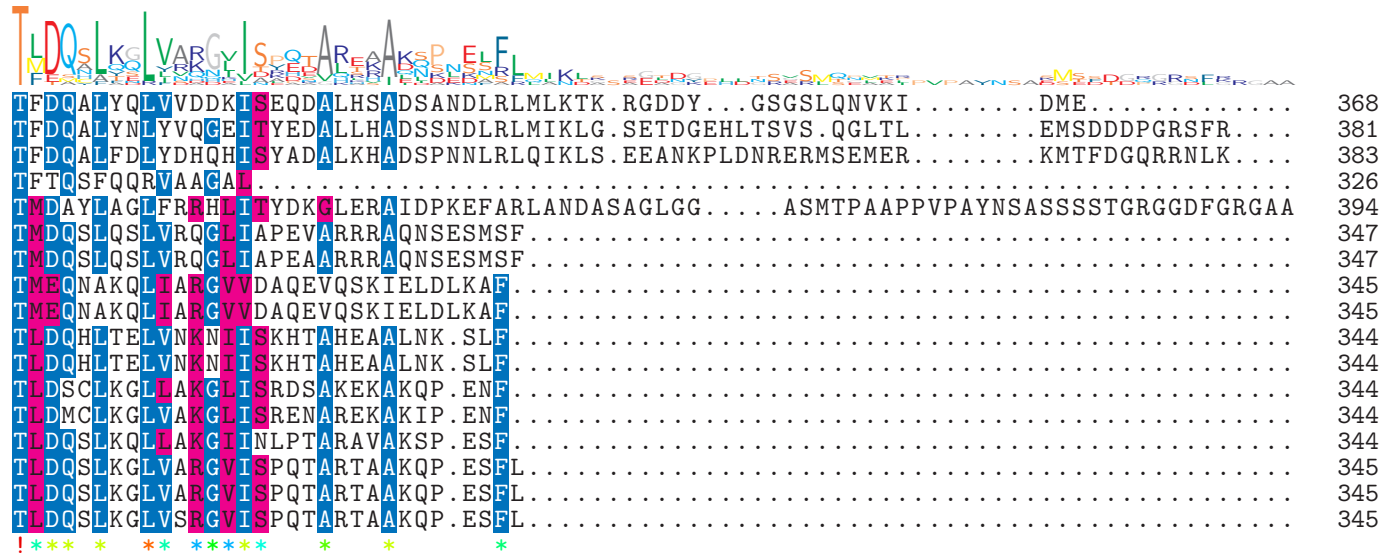 TFDQALYQLVVDDKISEQDALHSADSANDLRLMLKTK.RGDDY...GSGSLQNVKI........DME............. 368
TFDQALYNLYVQGEITYEDALLHADSSNDLRLMIKLG.SETDGEHLTSVS.QGLTL........EMSDDDPGRSFR.... 381
TFDQALFDLYDHQHISYADALKHADSPNNLRLQIKLS.EEANKPLDNRERMSEMER........KMTFDGQRRNLK.... 383
TFTQSFQQRVAAGAL................................................................. 326
TMDAYLAGLFRRHLITYDKGLERAIDPKEFARLANDASAGLGG.....ASMTPAAPPVPAYNSASSSSTGRGGDFGRGAA 394
TMDQSLQSLVRQGLIAPEVARRRAQNSESMSF................................................ 347
TMDQSLQSLVRQGLIAPEAARRRAQNSESMSF................................................ 347
TMEQNAKQLIARGVVDAQEVQSKIELDLKAF................................................. 345
TMEQNAKQLIARGVVDAQEVQSKIELDLKAF................................................. 345
TLDQHLTELVNKNIISKHTAHEAALNK.SLF................................................. 344
TLDQHLTELVNKNIISKHTAHEAALNK.SLF................................................. 344
TLDSCLKGLLAKGLISRDSAKEKAKQP.ENF................................................. 344
TLDMCLKGLVAKGLISRENAREKAKIP.ENF................................................. 344
TLDQSLKQLLAKGIINLPTARAVAKSP.ESF................................................. 344
TLDQSLKGLVARGVISPQTARTAAKQP.ESFL................................................ 345
TLDQSLKGLVARGVISPQTARTAAKQP.ESFL................................................ 345
TLDQSLKGLVSRGVISPQTARTAAKQP.ESFL................................................ 345
!*** *  ** *****   *   *      *